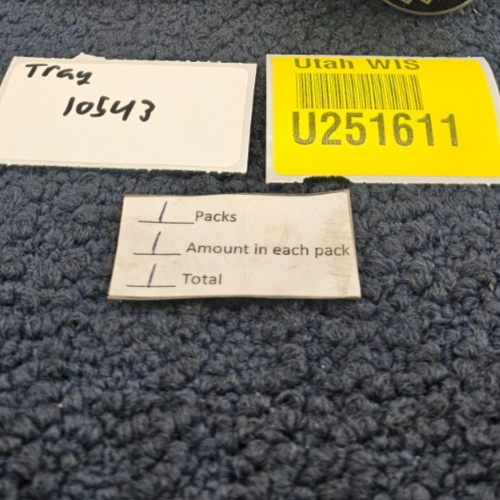 Tray
10543
Utah WIS
U251611
1 Packs
1 Amount in each pack
1 Total